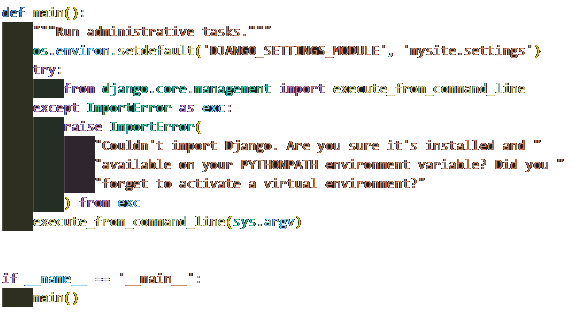 def main():
    """Run administrative tasks."""
    os.environ.setdefault('DJANGO_SETTINGS_MODULE', 'mysite.settings')
    try:
        from django.core.management import execute_from_command_line
    except ImportError as exc:
        raise ImportError(
            "Couldn't import Django. Are you sure it's installed and "
            "available on your PYTHONPATH environment variable? Did you "
            "forget to activate a virtual environment?"
        ) from exc
    execute_from_command_line(sys.argv)
if __name__ == "__main__":
    main()